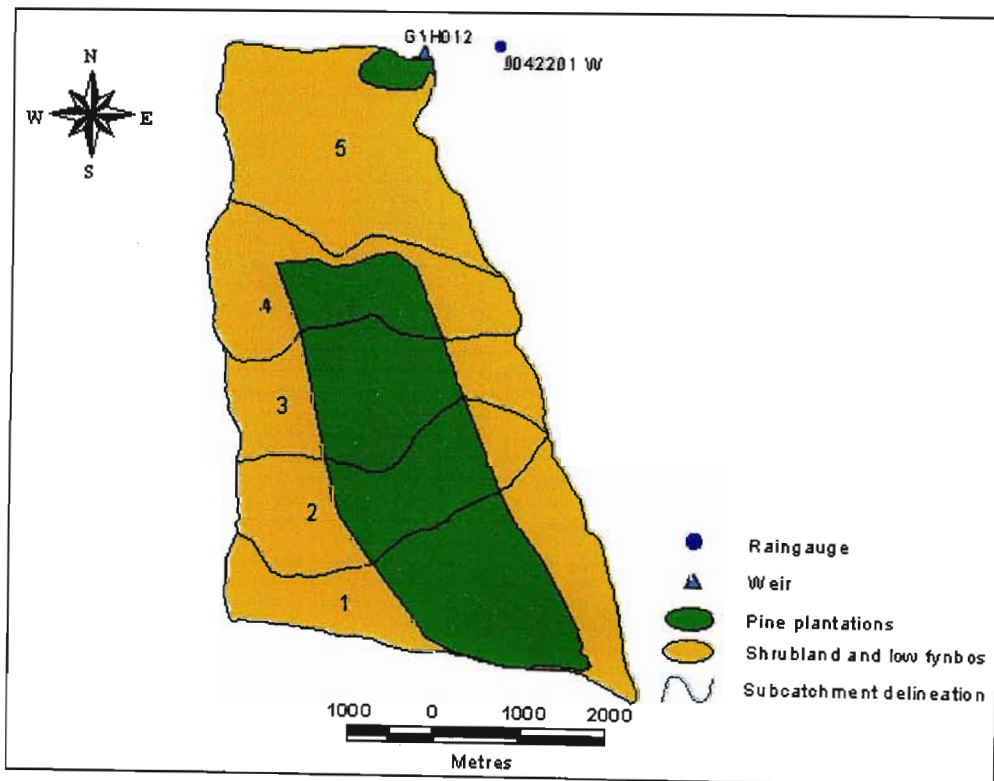 G1H012
0042201 W
N
W E
S
5
4
3
2
1
Raingauge
Weir
Pine plantations
Shrubland and low fynbos
Subcatchment delineation
1000 0 1000 2000
Metres